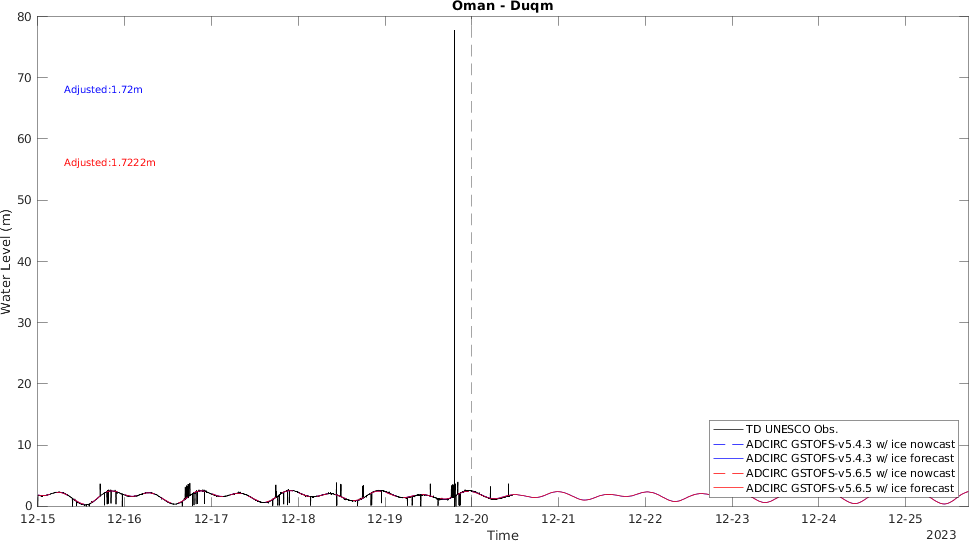 Oman - Duqm
80
70
60
50
40
30
20
10
0
Water Level (m)
Adjusted:1.72m
Adjusted:1.7222m
TD UNESCO Obs.
ADCIRC GSTOFS-v5.4.3 w/ ice nowcast
ADCIRC GSTOFS-v5.4.3 w/ ice forecast
ADCIRC GSTOFS-v5.6.5 w/ ice nowcast
ADCIRC GSTOFS-v5.6.5 w/ ice forecast
12-15 12-16 12-17 12-18 12-19 12-20 12-21 12-22 12-23 12-24 12-25
Time
2023